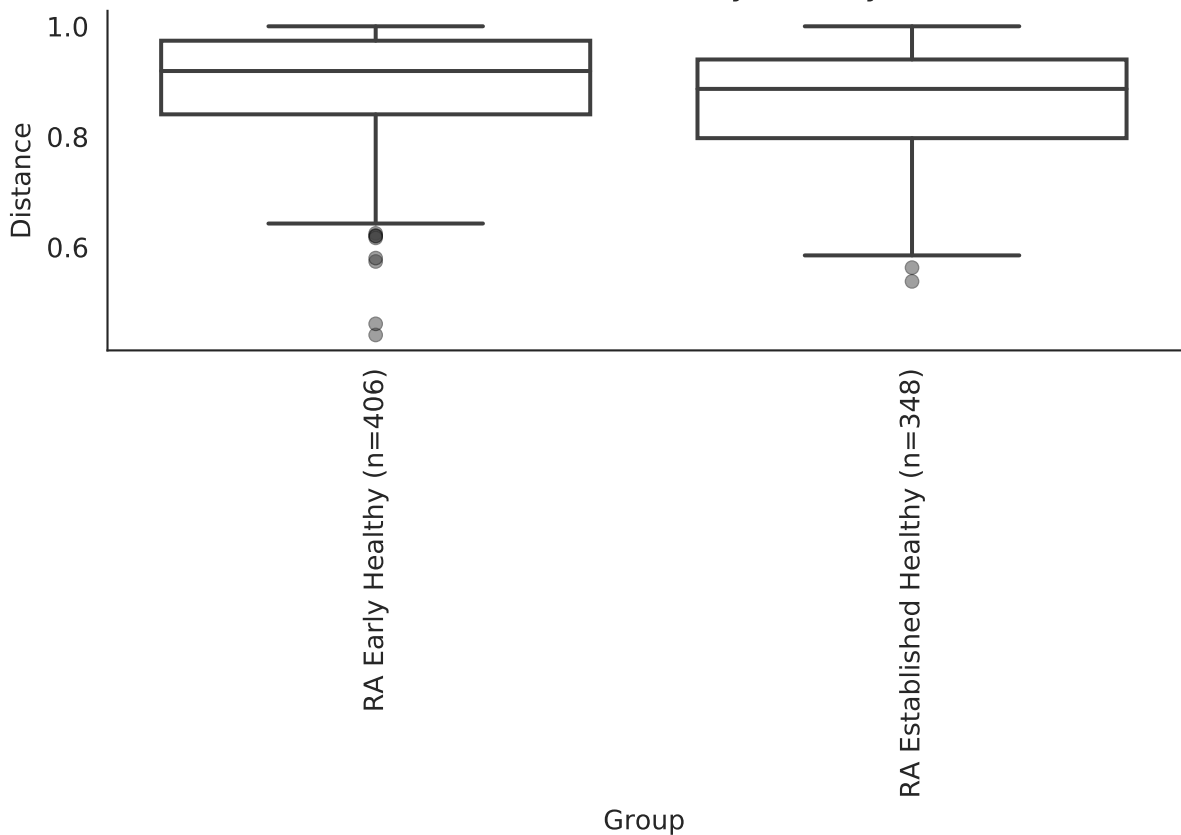 1.0
0.8
0.6
Distance
RA Early Healthy (n=406)
RA Established Healthy (n=348)
Group